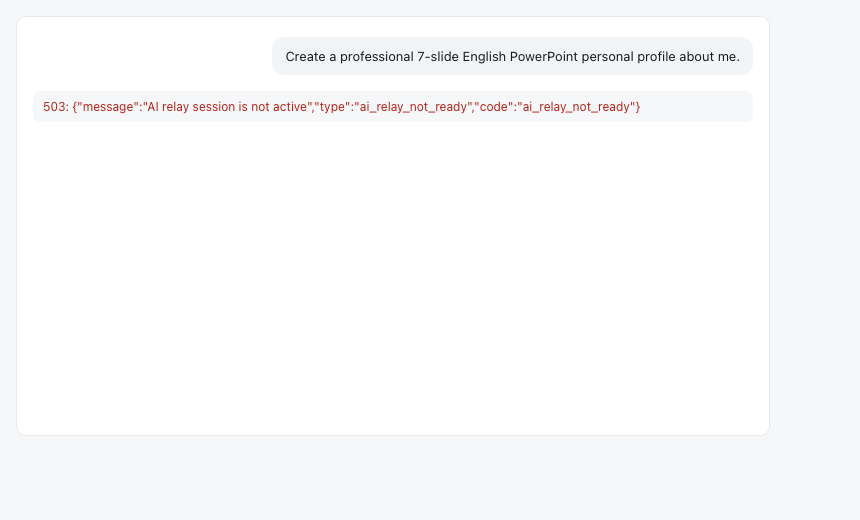 Create a professional 7-slide English PowerPoint personal profile about me.
503: {"message":"AI relay session is not active","type":"ai_relay_not_ready","code":"ai_relay_not_ready"}